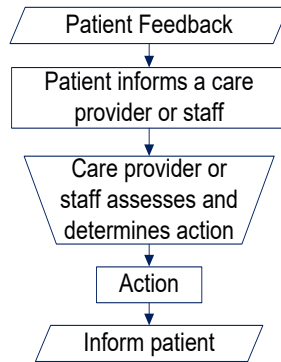 Patient Feedback
Patient informs a care
provider or staff
Care provider or
staff assesses and
determines action
Action
Inform patient